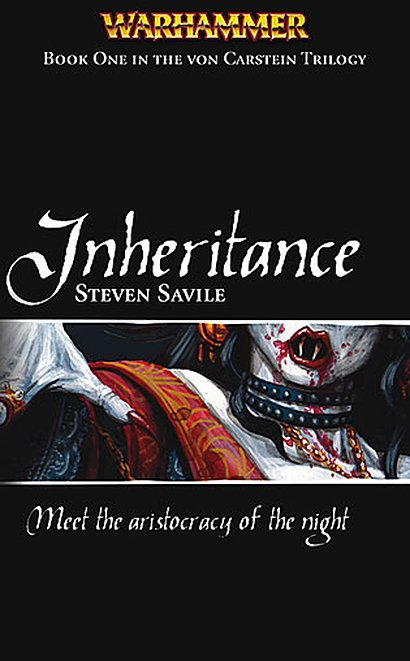 WARHAMMER
BOOK ONE IN THE VON CARSTEIN TRILOGY
Inheritance
STEVEN SAVILE
Meet the aristocracy of the night